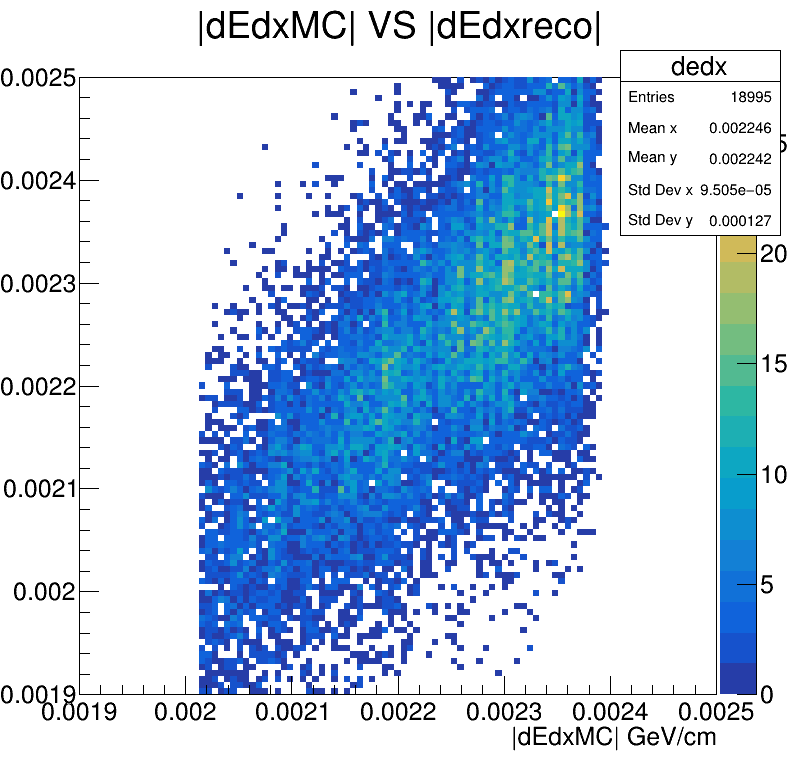 |dEdxMC| VS |dEdxreco|
dedx
Entries 18995
Mean x 0.002246
Mean y 0.002242
Std Dev x 9.505e−05
Std Dev y 0.000127
0.0025
0.0024
0.0023
0.0022
0.0021
0.002
0.0019
20
15
10
5
0
0.0019 0.002 0.0021 0.0022 0.0023 0.0024 0.0025
|dEdxMC| GeV/cm